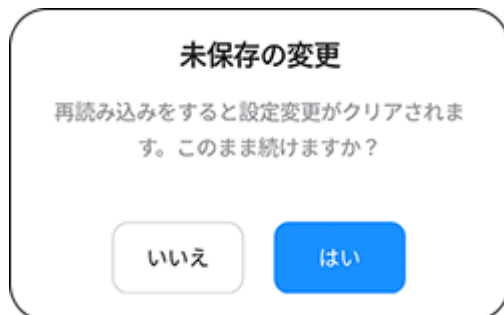 未保存の変更
再読み込みをすると設定変更がクリアされま
す。このまま続けますか？
いいえ
はい